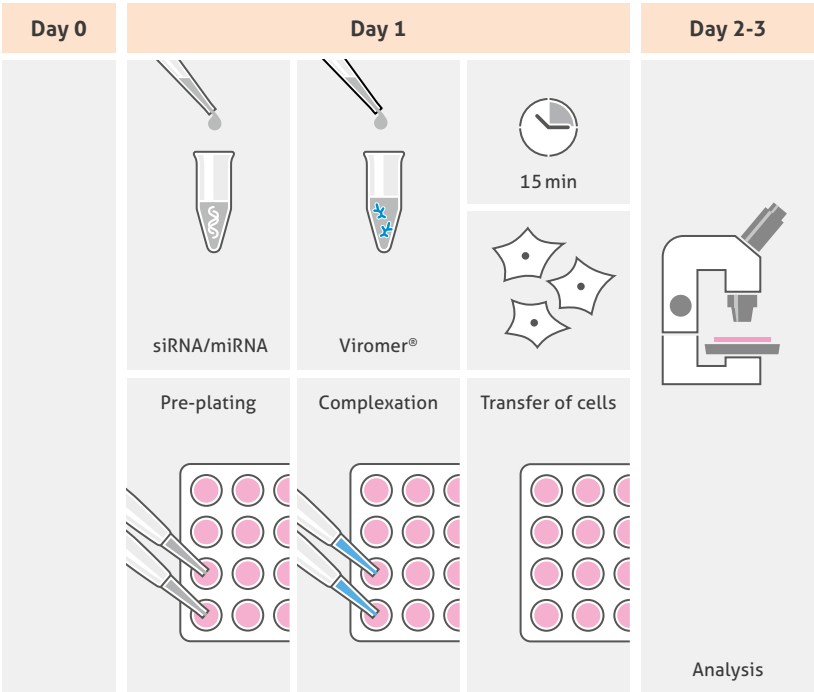 Day 0
Day 1
Day 2-3
15 min
siRNA/miRNA
Viromer®
Pre-plating
Complexation
Transfer of cells
Analysis